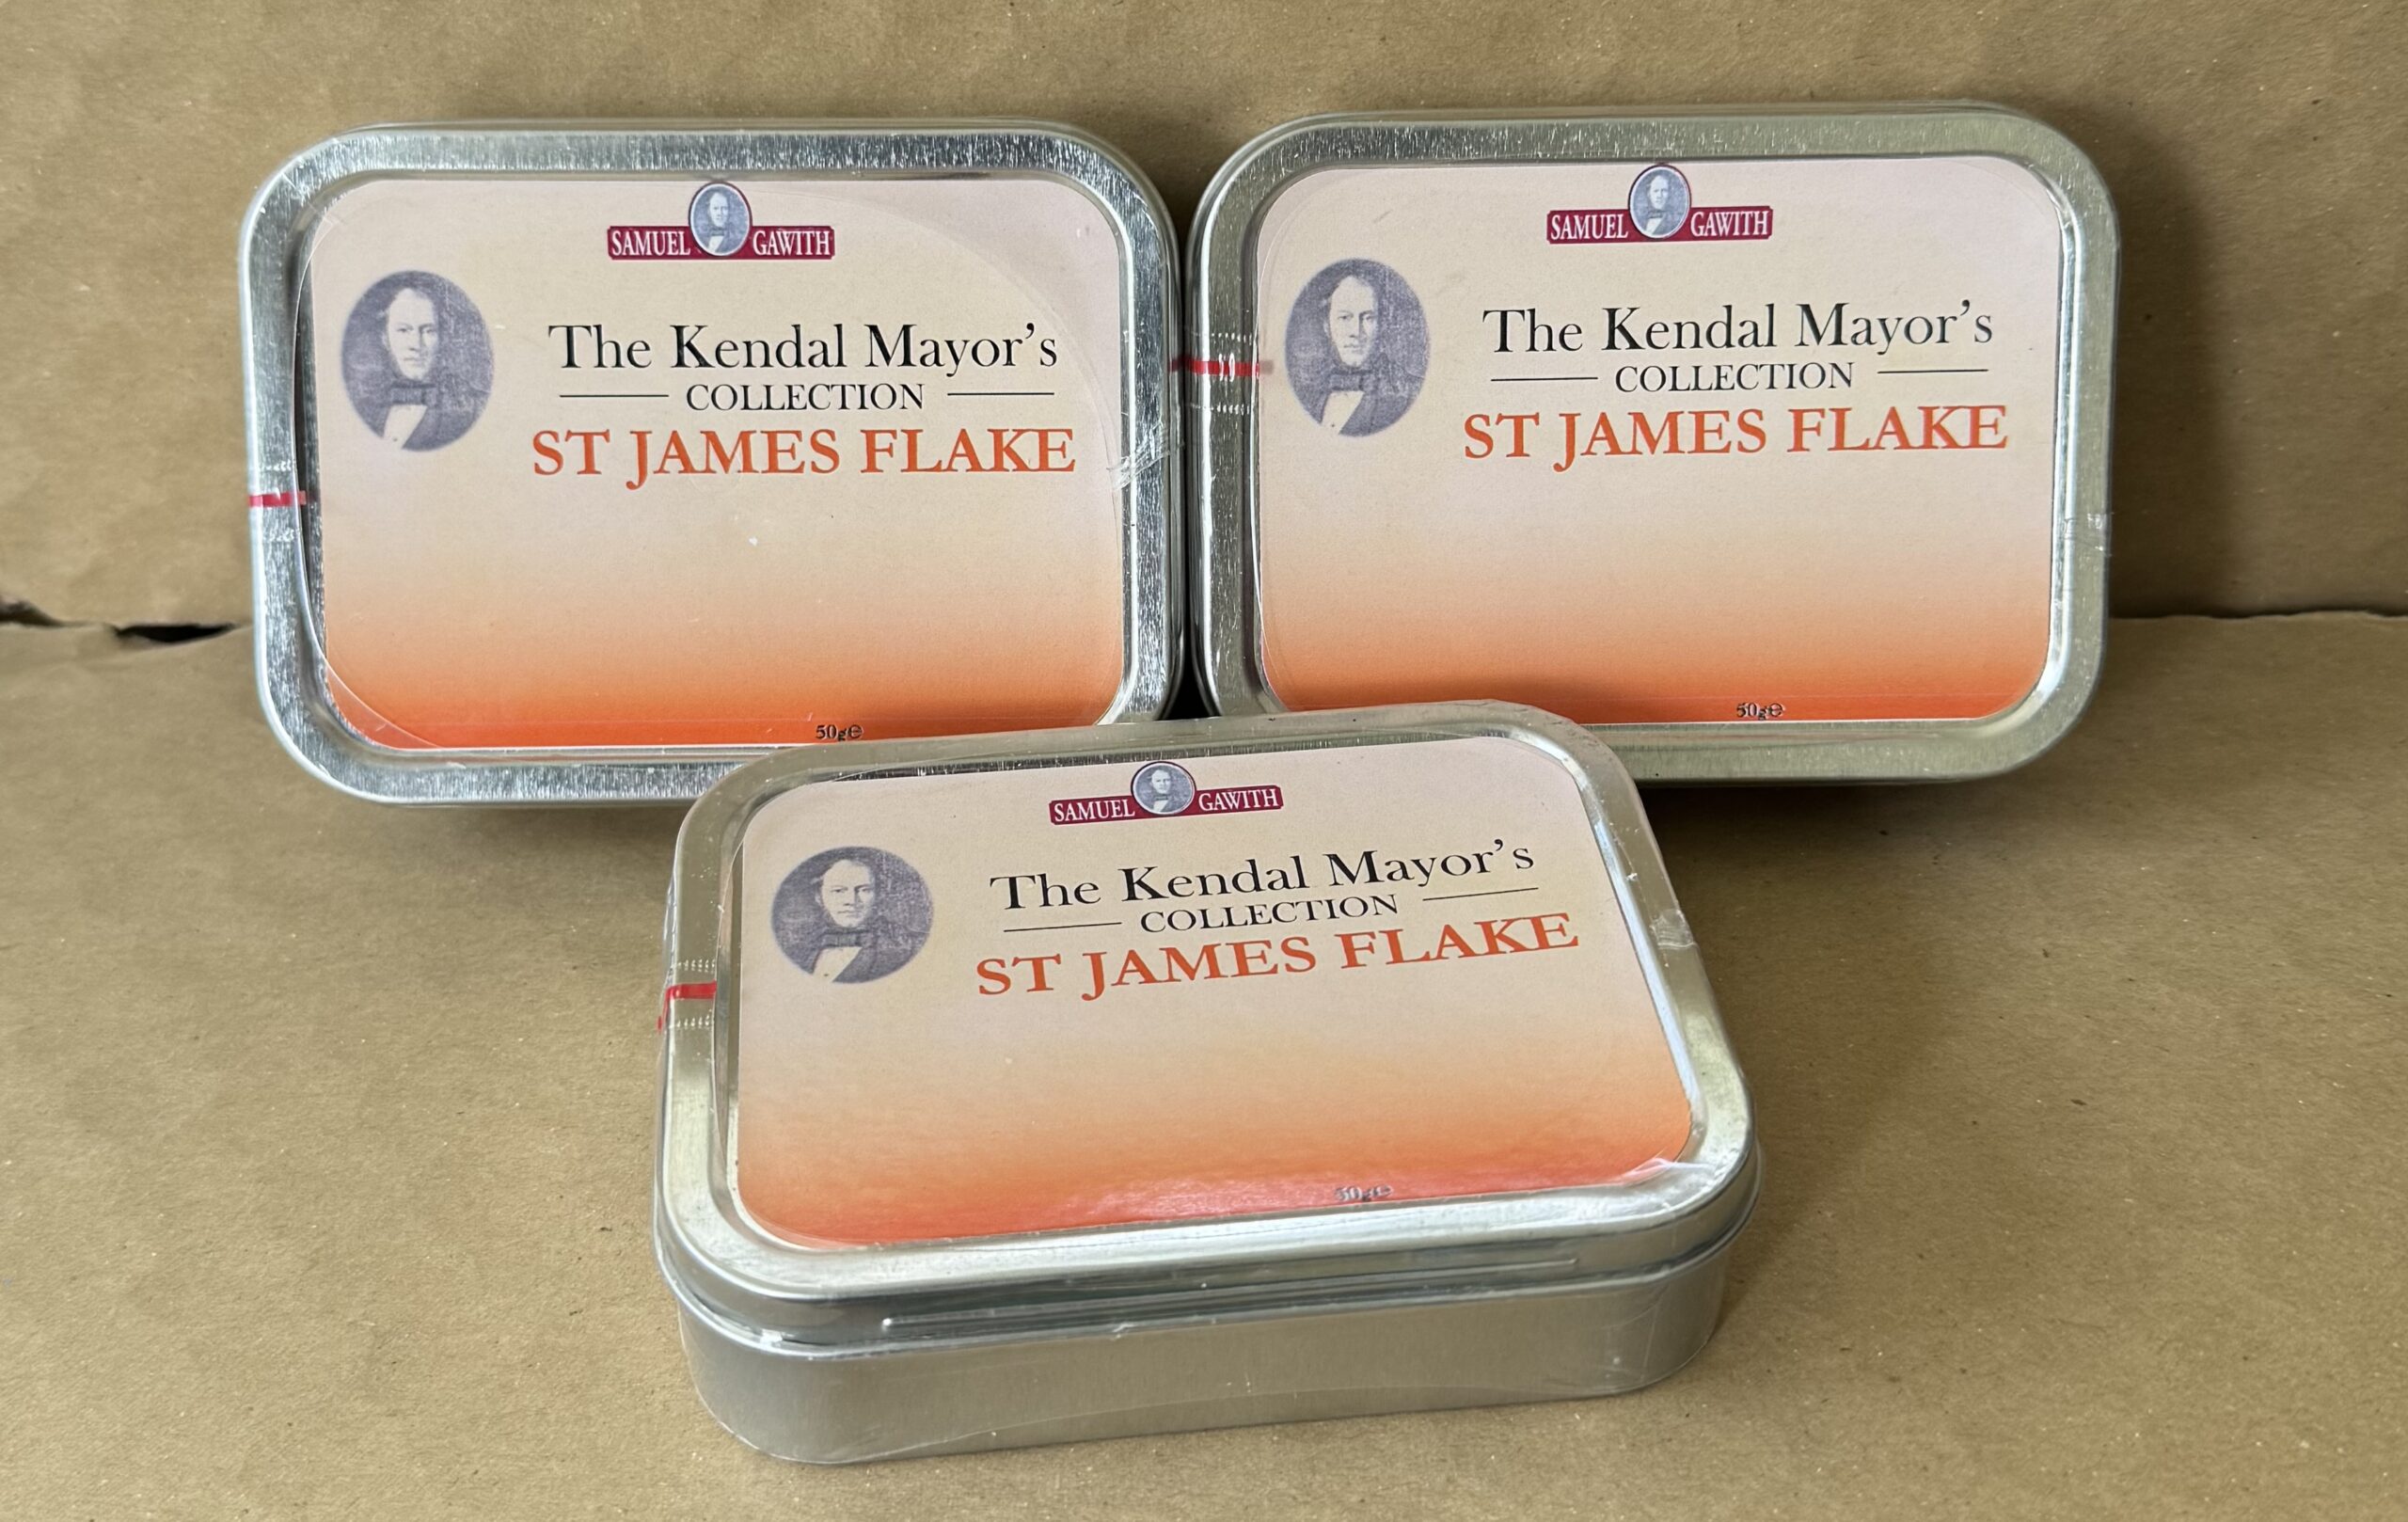 SAMUEL GAWITH
The Kendal Mayor's
COLLECTION
ST JAMES FLAKE
50g℮
SAMUEL GAWITH
The Kendal Mayor's
COLLECTION
ST JAMES FLAKE
50g℮
SAMUEL GAWITH
The Kendal Mayor's
COLLECTION
ST JAMES FLAKE
50g℮